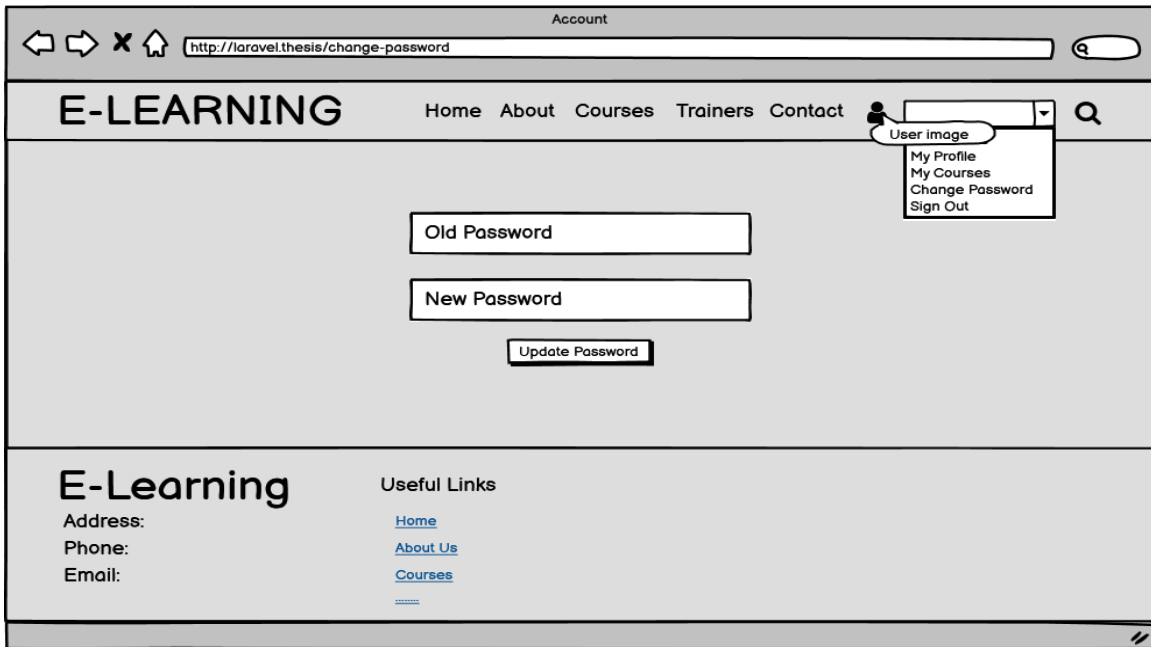 Account
http://laravel.thesis/change-password
E-LEARNING Home About Courses Trainers Contact
User image
My Profile
My Courses
Change Password
Sign Out
Old Password
New Password
Update Password
E-Learning
Address:
Phone:
Email:
Useful Links
Home
About Us
Courses
........